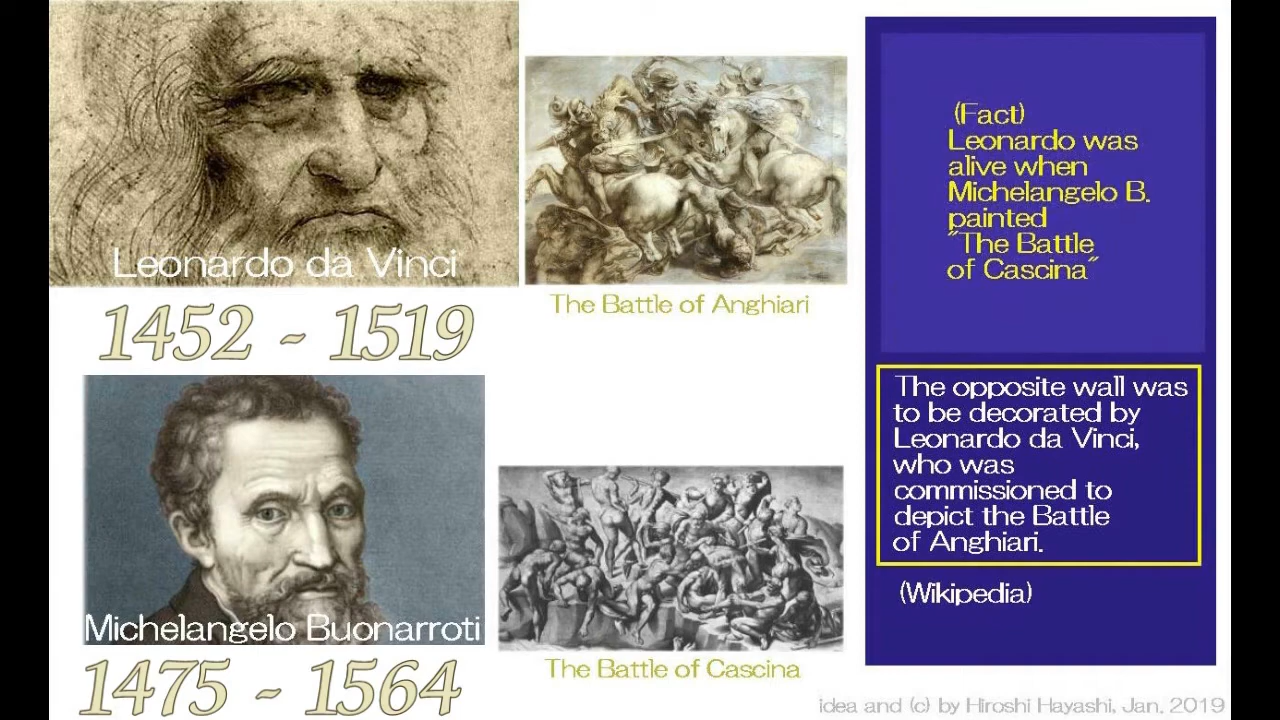 Leonardo da Vinci
1452 - 1519
The Battle of Anghiari
Michelangelo Buonarroti
1475 - 1564
The Battle of Cascina
(Fact)
Leonardo was
alive when
Michelangelo B.
painted
"The Battle
of Cascina"
The opposite wall was
to be decorated by
Leonardo da Vinci,
who was
commissioned to
depict the Battle
of Anghiari.
(Wikipedia)
idea and (c) by Hiroshi Hayashi, Jan, 2019